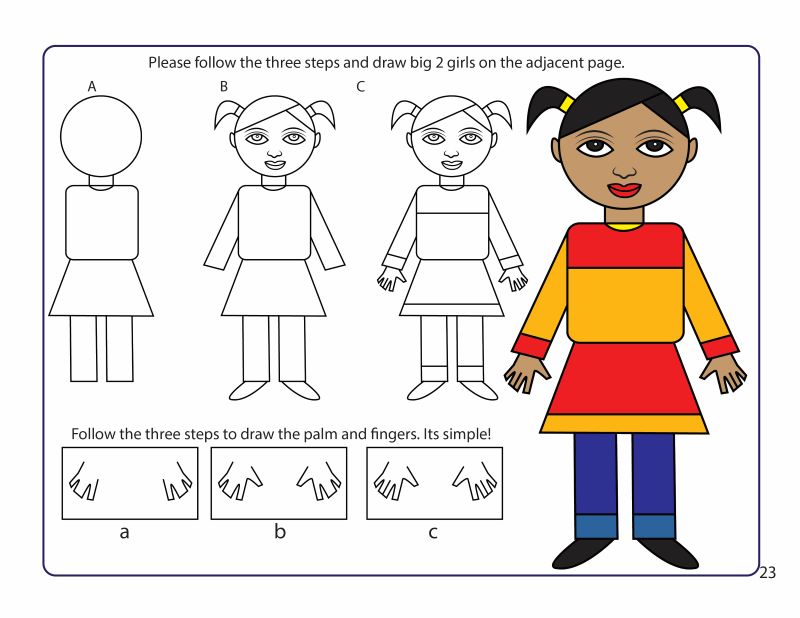 Please follow the three steps and draw big 2 girls on the adjacent page.
A
B
C
Follow the three steps to draw the palm and fingers. Its simple!
a
b
c
23